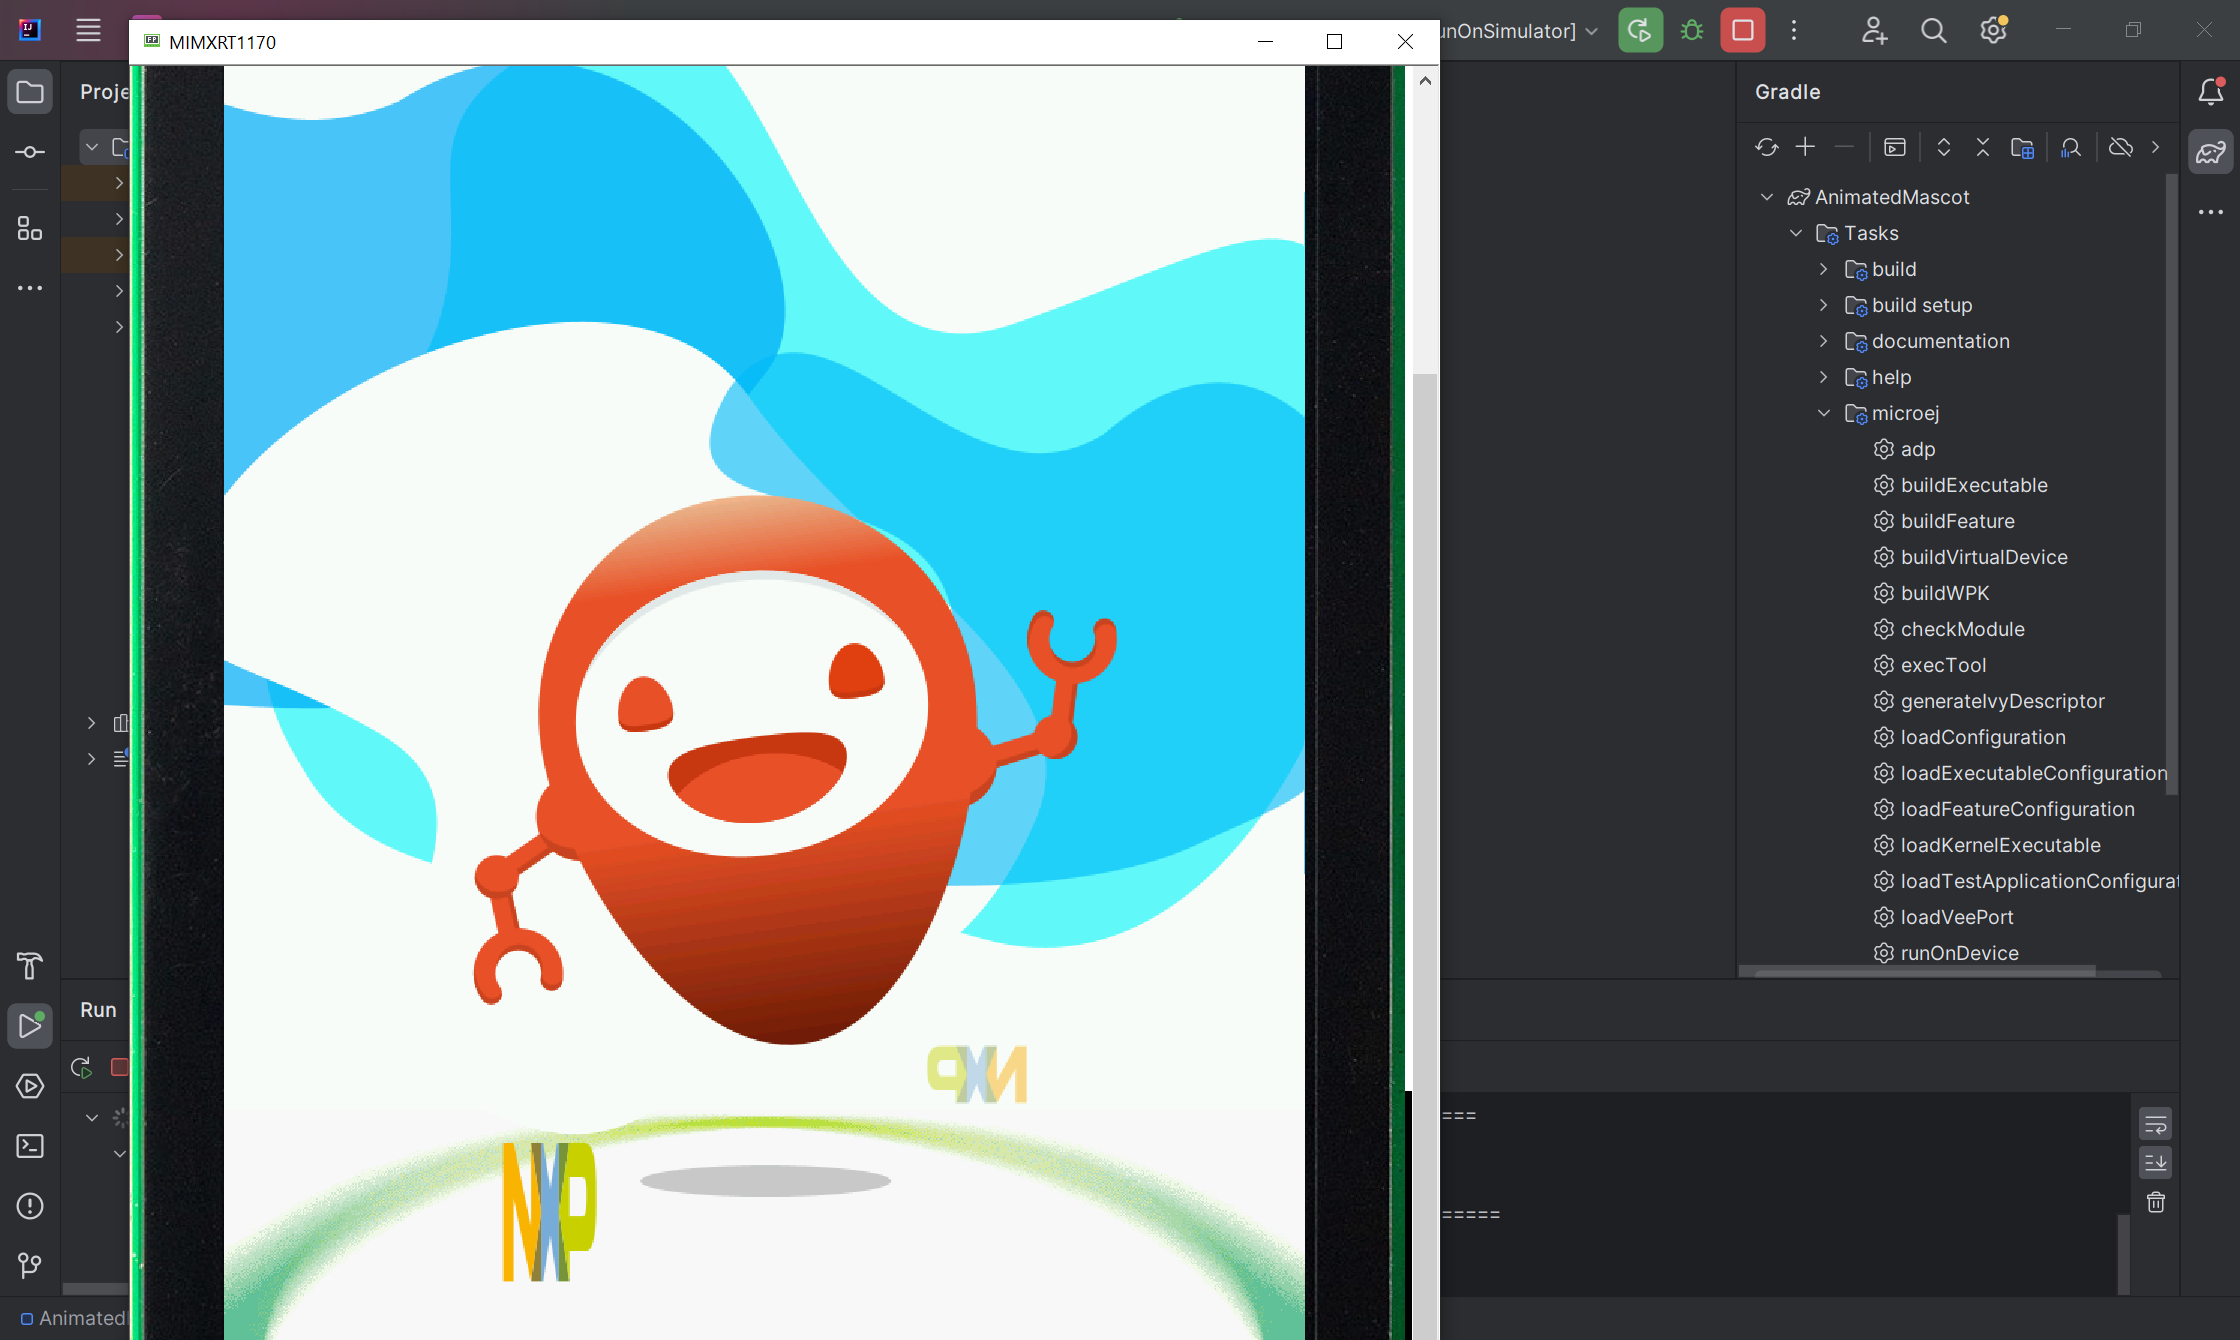 MIMXRT1170
unOnSimulator]
Proje
Gradle
AnimatedMascot
Tasks
build
build setup
documentation
help
microej
adp
buildExecutable
buildFeature
buildVirtualDevice
buildWPK
checkModule
execTool
generateIvyDescriptor
loadConfiguration
loadExecutableConfiguration
loadFeatureConfiguration
loadKernelExecutable
loadTestApplicationConfigurat
loadVeePort
runOnDevice
Run
NXP
NXP
===
=====
Animated